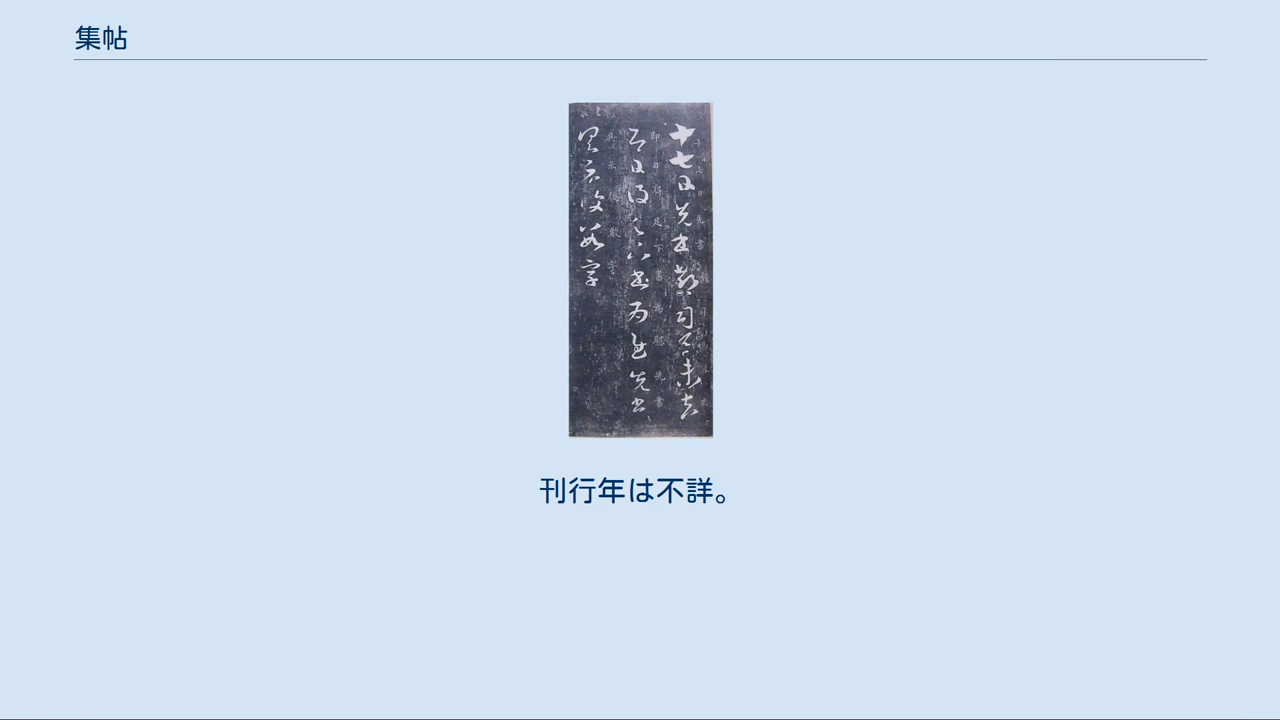 集帖
十七日先書郗司馬未去
即日得足下書為慰先書以
具示復數字
刊行年は不詳。